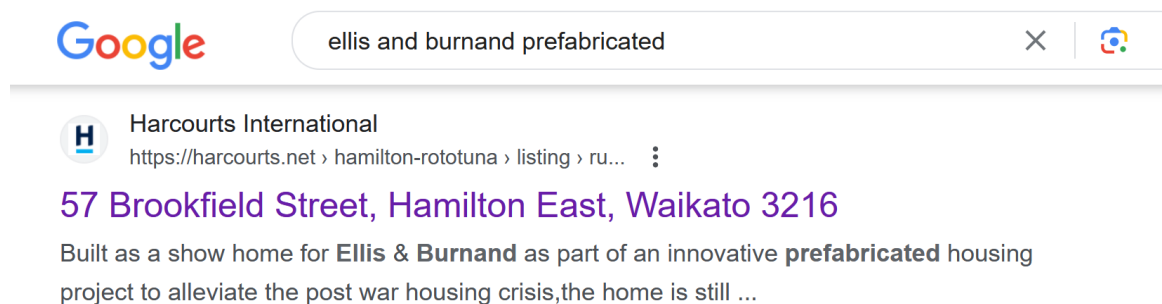 Google
ellis and burnand prefabricated
H
Harcourts International
https://harcourts.net › hamilton-rototuna › listing › ru...
57 Brookfield Street, Hamilton East, Waikato 3216
Built as a show home for Ellis & Burnand as part of an innovative prefabricated housing
project to alleviate the post war housing crisis,the home is still ...